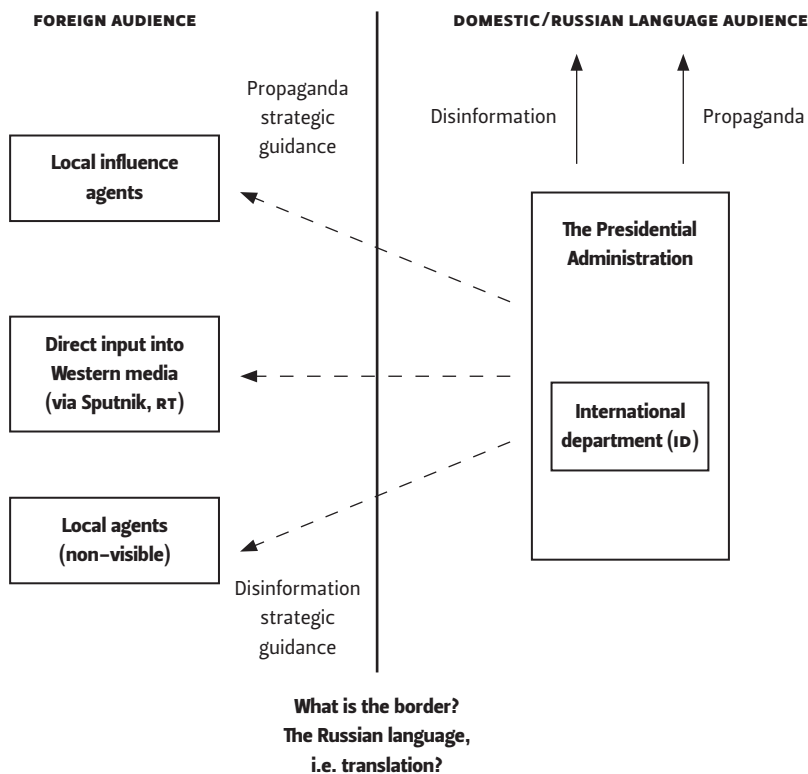 FOREIGN AUDIENCE
DOMESTIC/RUSSIAN LANGUAGE AUDIENCE
Propaganda
strategic
guidance
Disinformation
Propaganda
Local influence
agents
The Presidential
Administration
Direct input into
Western media
(via Sputnik, RT)
International
department (ID)
Local agents
(non–visible)
Disinformation
strategic
guidance
What is the border?
The Russian language,
i.e. translation?